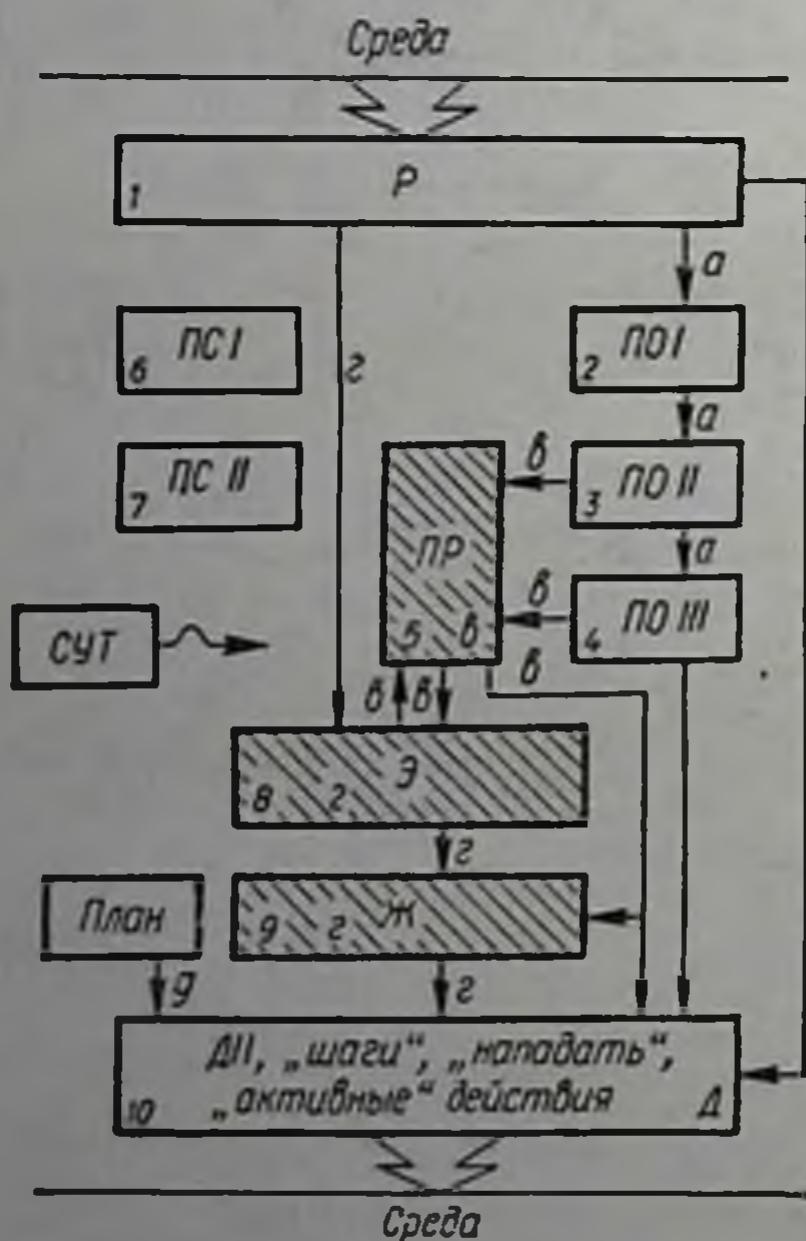 Среда
1 Р
а
6 ПС I
г
2 ПО I
а
7 ПС II
в
3 ПО II
ПР
а
СУТ
5 в
в
4 ПО III
в
в в
Э
8 г
г
План
9 г Ж
д
г
ДП, „шаги“, „нападать“,
10 „активные“ действия Д
Среда